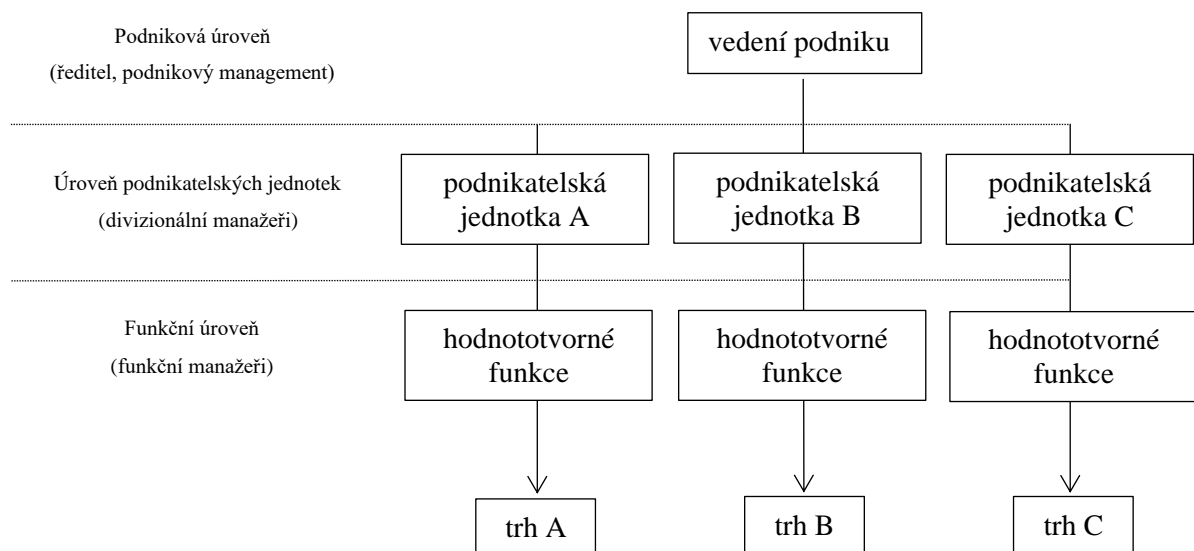 Podniková úroveň
(ředitel, podnikový management)
vedení podniku
Úroveň podnikatelských jednotek
(divizionální manažeři)
podnikatelská
jednotka A
podnikatelská
jednotka B
podnikatelská
jednotka C
Funkční úroveň
(funkční manažeři)
hodnototvorné
funkce
hodnototvorné
funkce
hodnototvorné
funkce
trh A
trh B
trh C